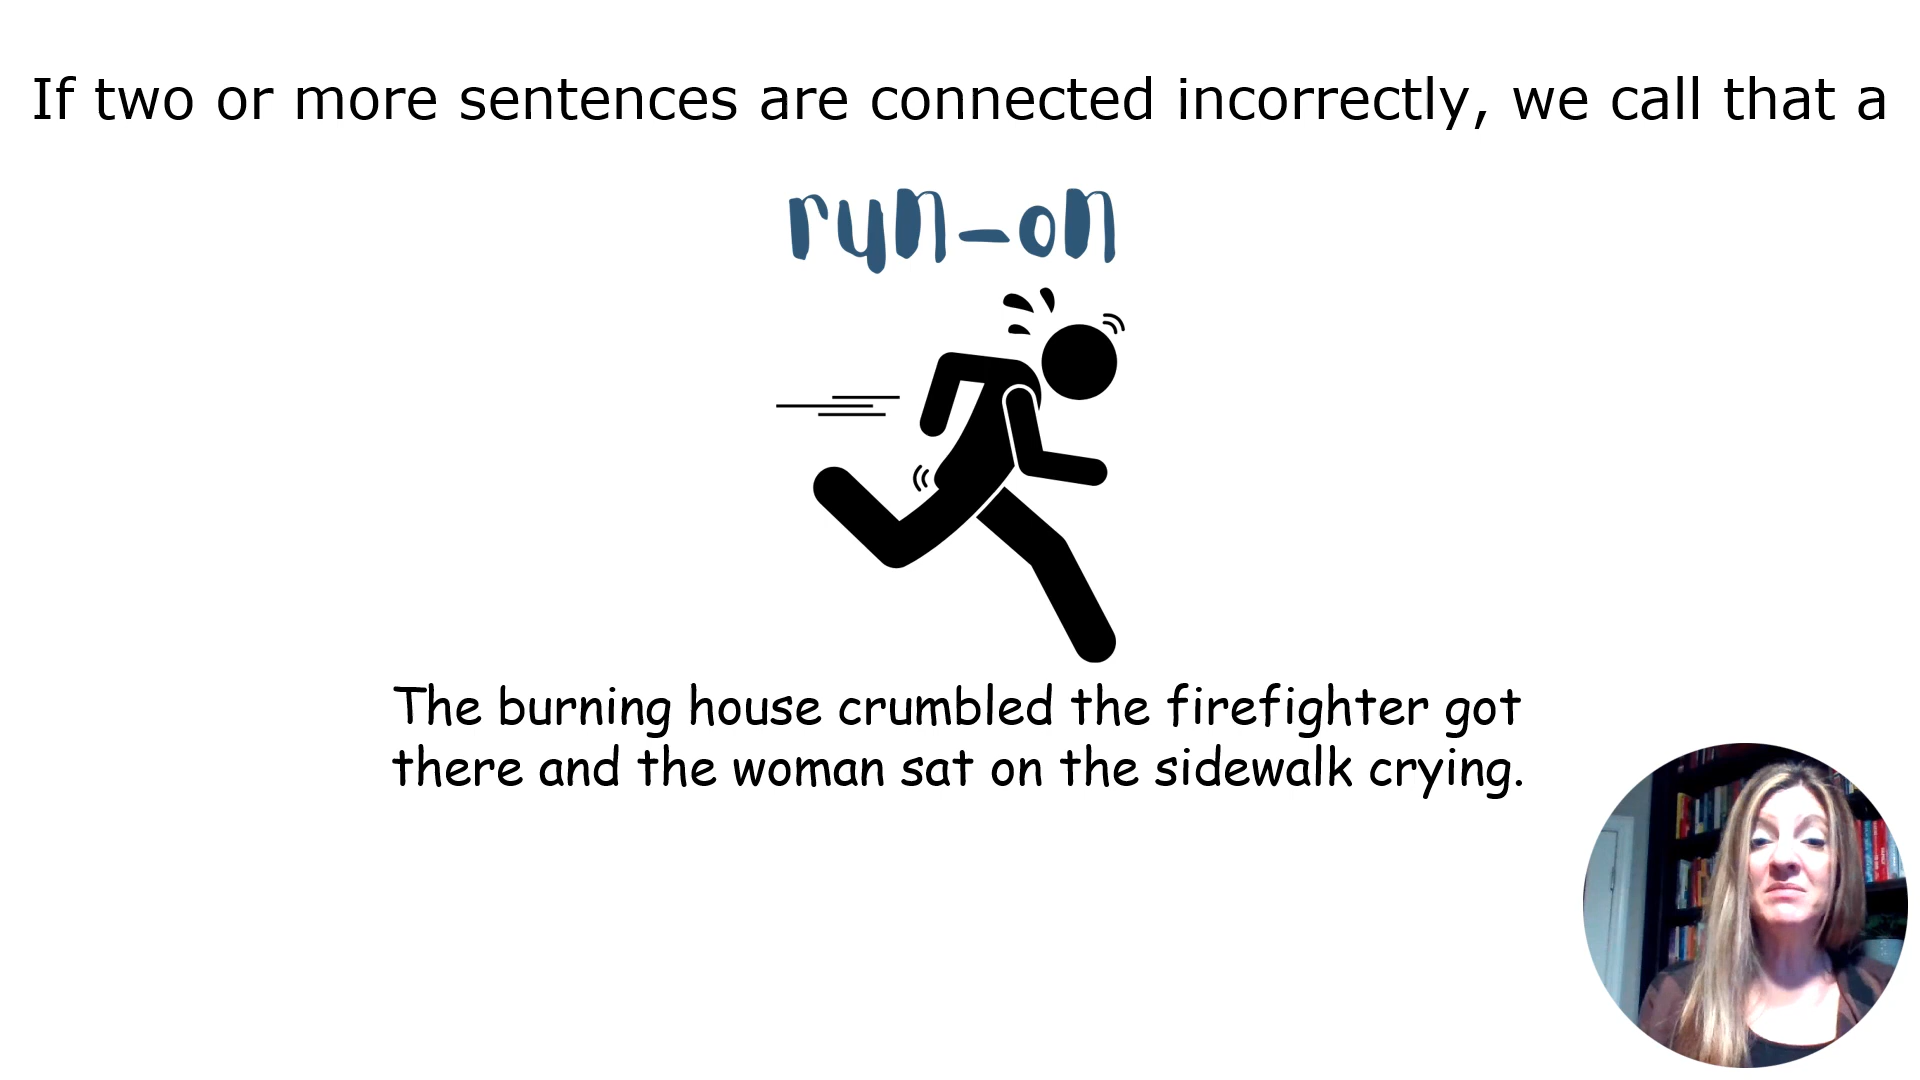 If two or more sentences are connected incorrectly, we call that a
run-on
The burning house crumbled the firefighter got
there and the woman sat on the sidewalk crying.